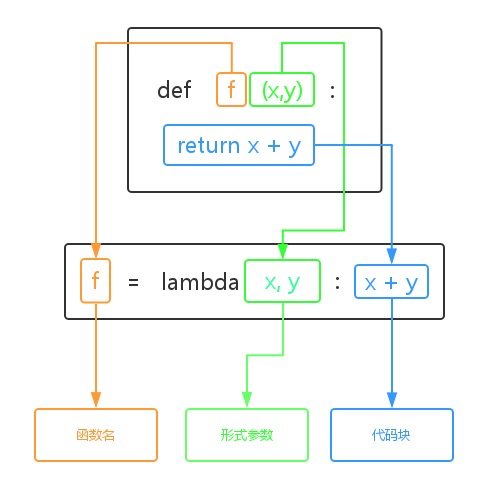 def f (x,y) :
return x + y
f = lambda x, y : x + y
函数名
形式参数
代码块